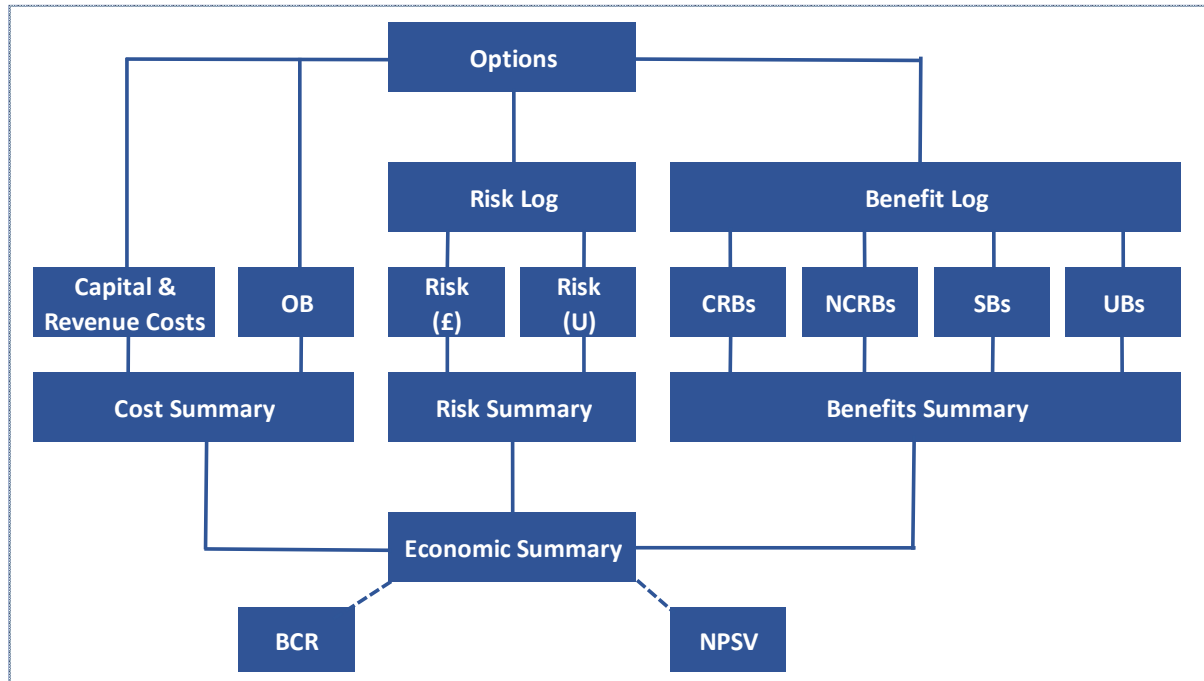 Options
Risk Log
Benefit Log
Capital &
Revenue Costs
OB
Risk
(£)
Risk
(U)
CRBs
NCRBs
SBs
UBs
Cost Summary
Risk Summary
Benefits Summary
Economic Summary
BCR
NPSV